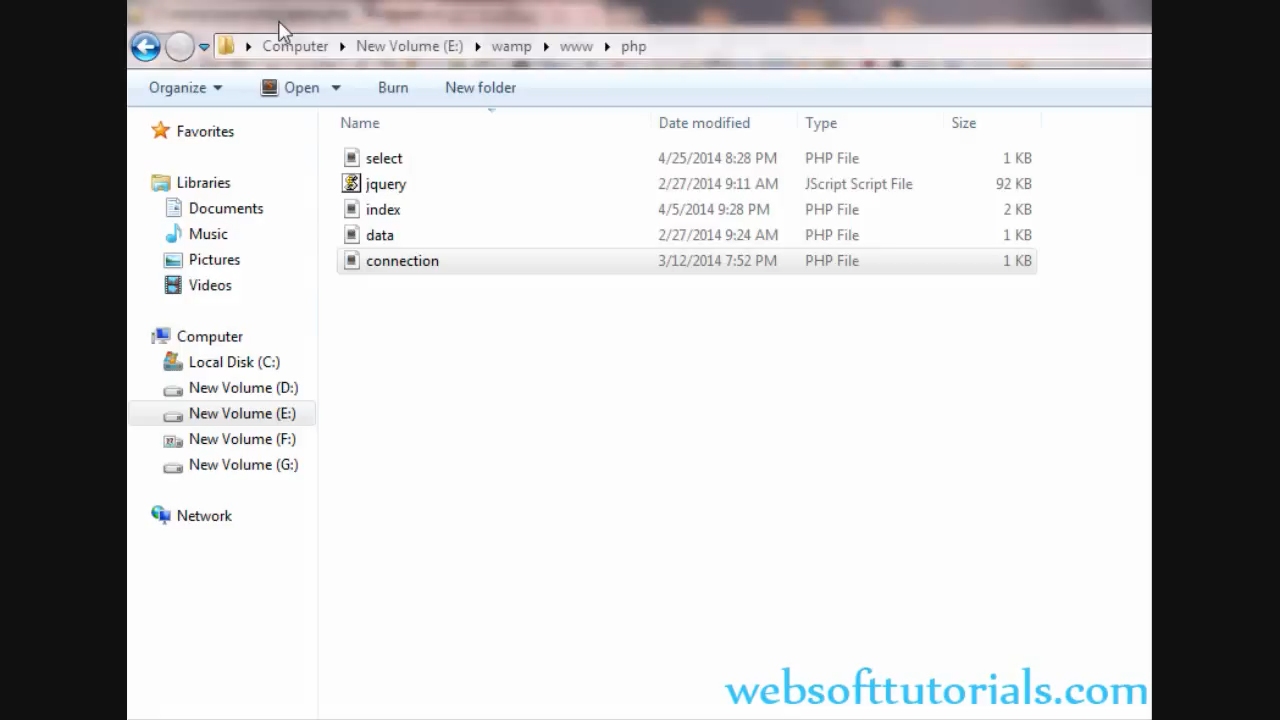 Computer New Volume (E:) wamp www php
Organize Open Burn New folder
Name Date modified Type Size
Favorites
Libraries
Documents
Music
Pictures
Videos
Computer
Local Disk (C:)
New Volume (D:)
New Volume (E:)
New Volume (F:)
New Volume (G:)
Network
select 4/25/2014 8:28 PM PHP File 1 KB
jquery 2/27/2014 9:11 AM JScript Script File 92 KB
index 4/5/2014 9:28 PM PHP File 2 KB
data 2/27/2014 9:24 AM PHP File 1 KB
connection 3/12/2014 7:52 PM PHP File 1 KB
websofttutorials.com